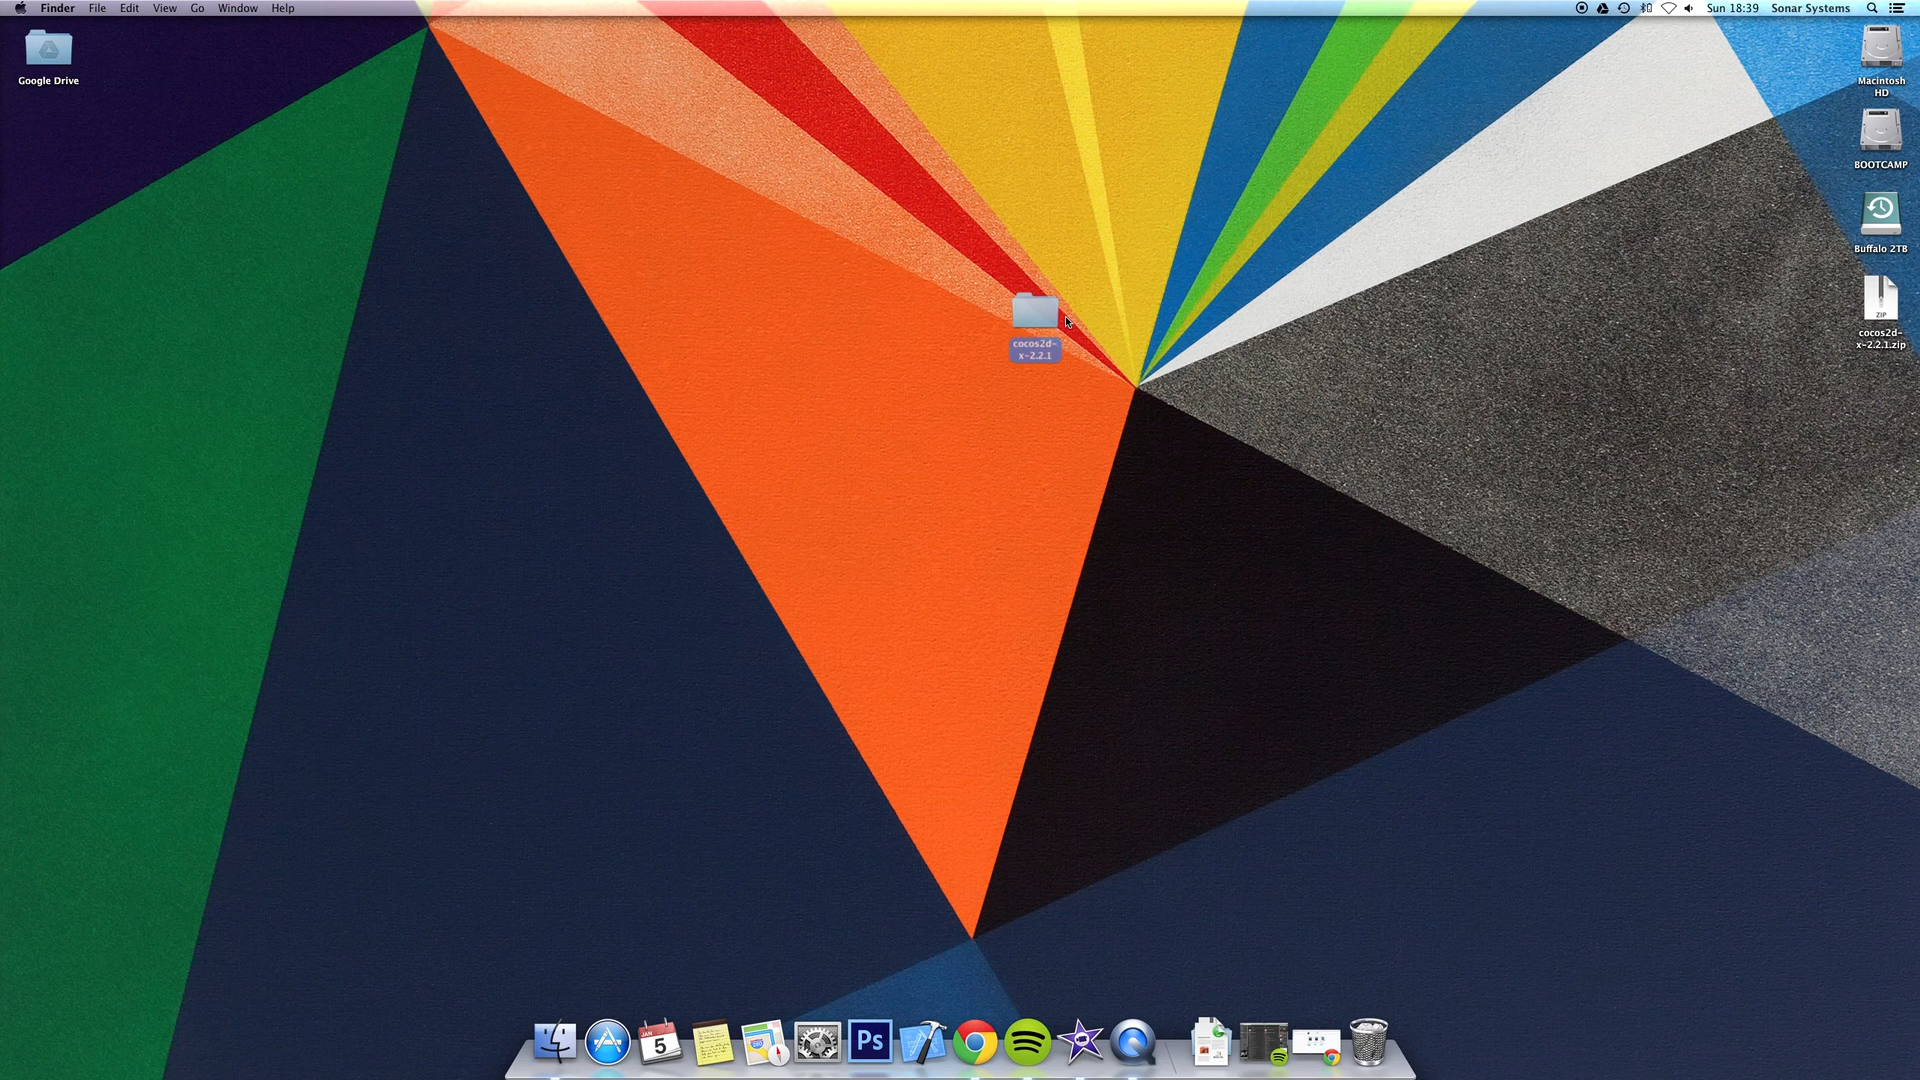 Finder File Edit View Go Window Help
Sun 18:39 Sonar Systems
Google Drive
Macintosh
HD
BOOTCAMP
Buffalo 2TB
ZIP
cocos2d-
x-2.2.1.zip
cocos2d-
x-2.2.1
JAN
5
Ps